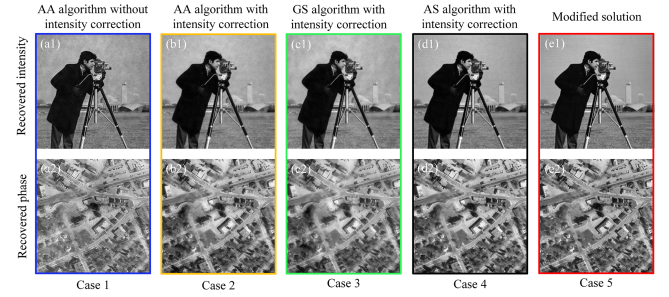 AA algorithm without
intensity correction
AA algorithm with
intensity correction
GS algorithm with
intensity correction
AS algorithm with
intensity correction
Modified solution
Recovered intensity
(a1)
(b1)
(c1)
(d1)
(e1)
Recovered phase
(a2)
(b2)
(c2)
(d2)
(e2)
Case 1
Case 2
Case 3
Case 4
Case 5